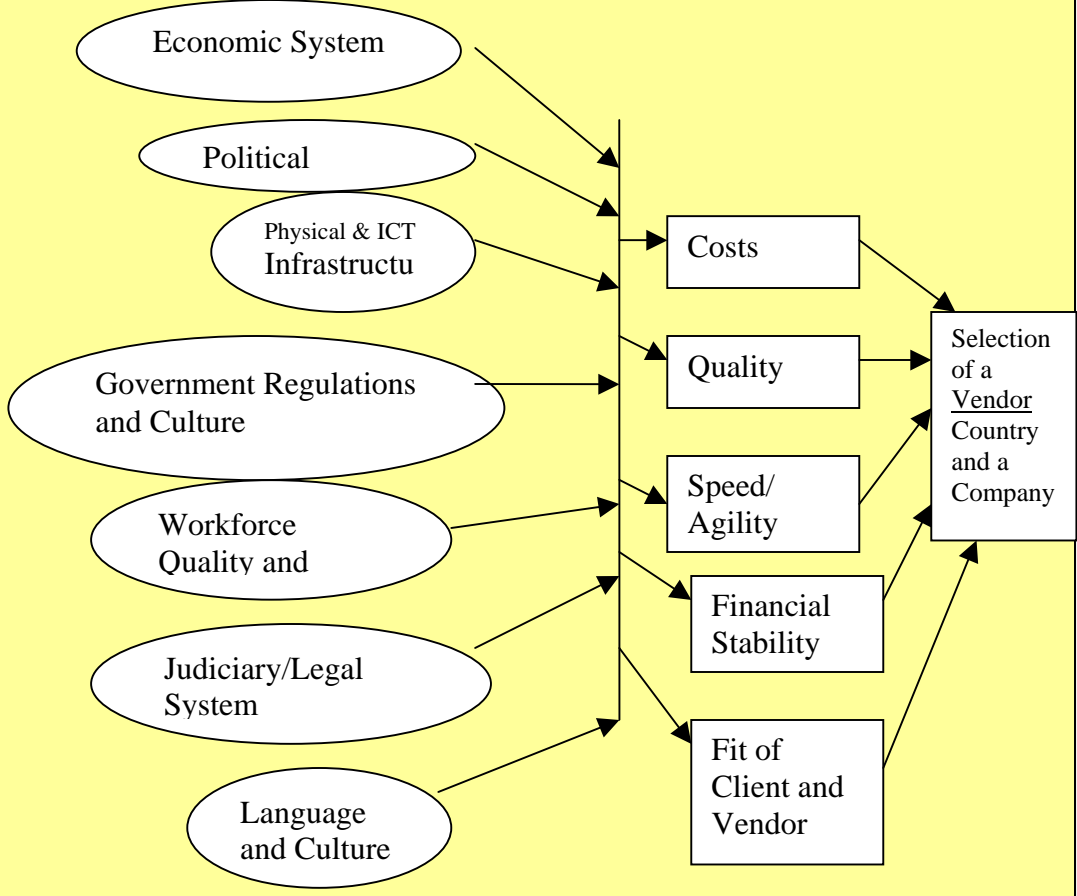 Economic System
Political
Physical & ICT
Infrastructu
Government Regulations
and Culture
Workforce
Quality and
Judiciary/Legal
System
Language
and Culture
Costs
Quality
Speed/
Agility
Financial
Stability
Fit of
Client and
Vendor
Selection
of a
Vendor
Country
and a
Company